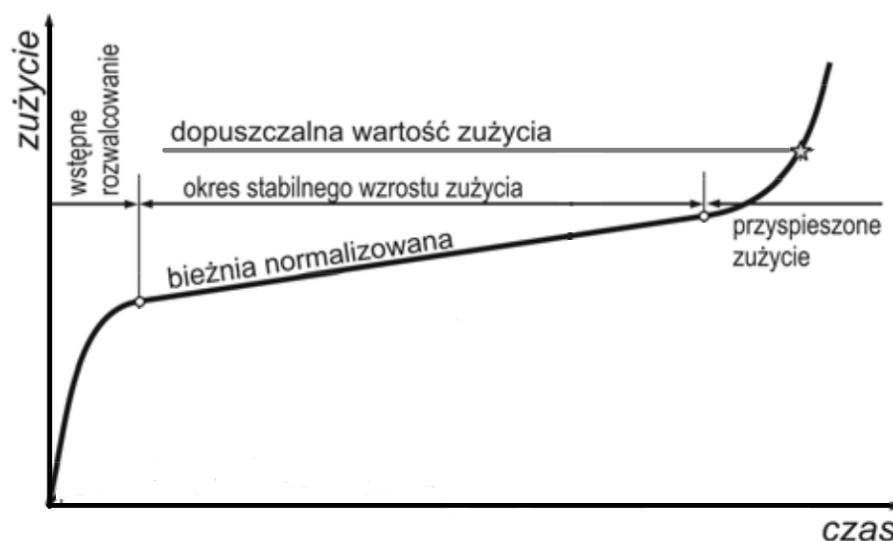 zużycie
wstępne
rozwalcowanie
dopuszczalna wartość zużycia
okres stabilnego wzrostu zużycia
bieżnia normalizowana
przyspieszone
zużycie
czas